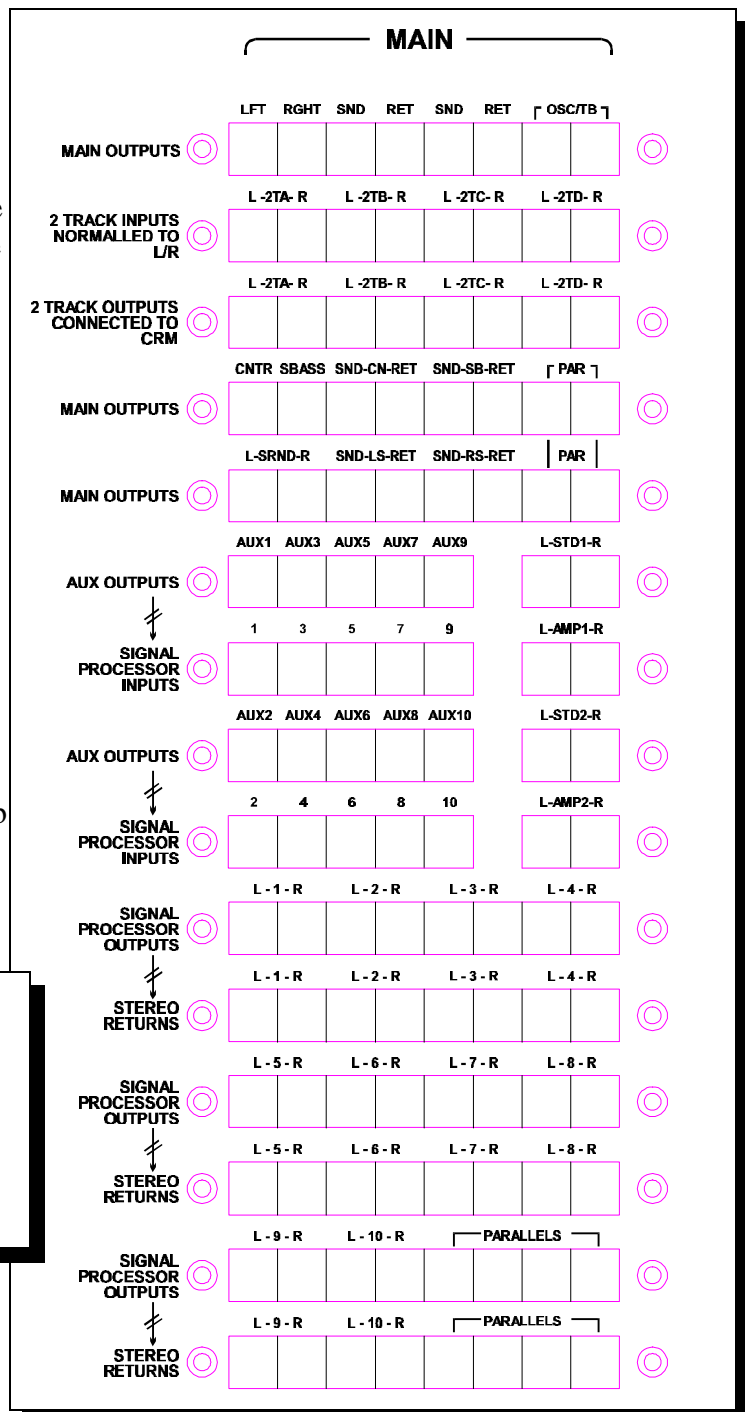 MAIN
LFT RGHT SND RET SND RET OSC/TB
MAIN OUTPUTS
L -2TA- R L -2TB- R L -2TC- R L -2TD- R
2 TRACK INPUTS
NORMALLED TO
L/R
L -2TA- R L -2TB- R L -2TC- R L -2TD- R
2 TRACK OUTPUTS
CONNECTED TO
CRM
CNTR SBASS SND-CN-RET SND-SB-RET PAR
MAIN OUTPUTS
L-SRND-R SND-LS-RET SND-RS-RET PAR
MAIN OUTPUTS
AUX1 AUX3 AUX5 AUX7 AUX9 L-STD1-R
AUX OUTPUTS
1 3 5 7 9 L-AMP1-R
SIGNAL
PROCESSOR
INPUTS
AUX2 AUX4 AUX6 AUX8 AUX10 L-STD2-R
AUX OUTPUTS
2 4 6 8 10 L-AMP2-R
SIGNAL
PROCESSOR
INPUTS
L - 1 - R L - 2 - R L - 3 - R L - 4 - R
SIGNAL
PROCESSOR
OUTPUTS
L - 1 - R L - 2 - R L - 3 - R L - 4 - R
STEREO
RETURNS
L - 5 - R L - 6 - R L - 7 - R L - 8 - R
SIGNAL
PROCESSOR
OUTPUTS
L - 5 - R L - 6 - R L - 7 - R L - 8 - R
STEREO
RETURNS
L - 9 - R L - 10 - R PARALLELS
SIGNAL
PROCESSOR
OUTPUTS
L - 9 - R L - 10 - R PARALLELS
STEREO
RETURNS